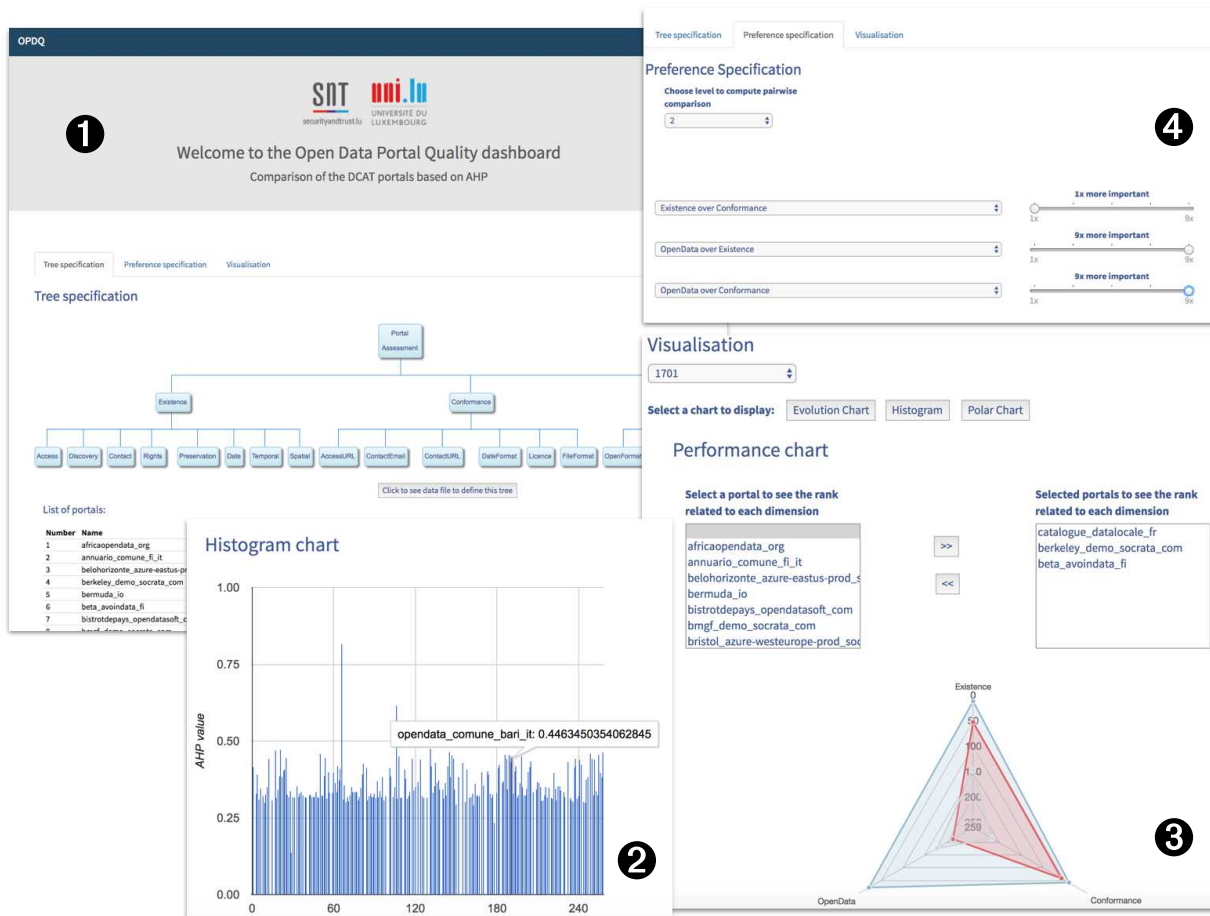 OPDQ
SNT
securityandtrust.lu
uni.lu
UNIVERSITÉ DU
LUXEMBOURG
1
Welcome to the Open Data Portal Quality dashboard
Comparison of the DCAT portals based on AHP
Tree specification Preference specification Visualisation
Tree specification
Portal
Assessment
Existence Conformance
Access Discovery Contact Rights Preservation Date Temporal Spatial AccessURL ContactEmail ContactURL DateFormat Licence FileFormat OpenFormat
Click to see data file to define this tree
List of portals:
Number Name
1 africaopendata_org
2 annuario_comune_fi_it
3 belohorizonte_azure-eastus-pr
4 berkeley_demo_socrata_com
5 bermuda_io
6 beta_avoindata_fi
7 bistrotdepays_opendatasoft_c
Histogram chart
1.00
0.75
0.50
0.25
0.00
AHP value
opendata_comune_bari_it: 0.4463450354062845
0 60 120 180 240
2
Tree specification Preference specification Visualisation
Preference Specification
Choose level to compute pairwise
comparison
2
4
Existence over Conformance
1x more important
1x 9x
OpenData over Existence
9x more important
1x 9x
OpenData over Conformance
9x more important
1x 9x
Visualisation
1701
Select a chart to display: Evolution Chart Histogram Polar Chart
Performance chart
Select a portal to see the rank
related to each dimension
africaopendata_org
annuario_comune_fi_it
belohorizonte_azure-eastus-prod_s
bermuda_io
bistrotdepays_opendatasoft_com
bmgf_demo_socrata_com
bristol_azure-westeurope-prod_soc
>>
<<
Selected portals to see the rank
related to each dimension
catalogue_datalocale_fr
berkeley_demo_socrata_com
beta_avoindata_fi
Existence
0
50
100
200
259
OpenData Conformance
3